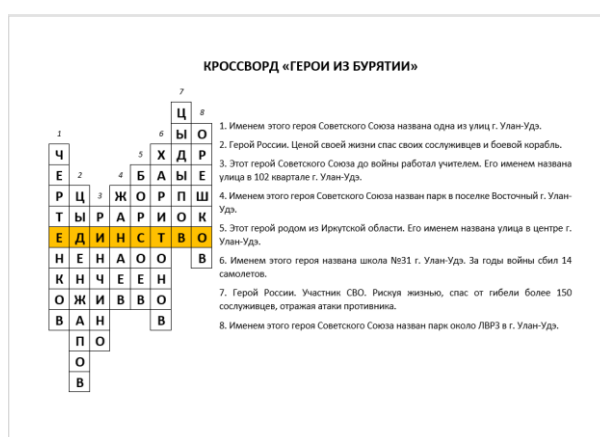 КРОССВОРД «ГЕРОИ ИЗ БУРЯТИИ»
7
Ц 8
1 6 Ы О
Ч 5 Х Д Р
Е 2 4 Б А Ы Е
Р Ц 3 Ж О Р П Ш
Т Ы Р А Р И О К
Е Д И Н С Т В О
Н Е Н А О О В
К Н Ч Е Е Н
О Ж И В В О
В А Н В
П О
О
В
1. Именем этого героя Советского Союза названа одна из улиц г. Улан-Удэ.
2. Герой России. Ценой своей жизни спас своих сослуживцев и боевой корабль.
3. Этот герой Советского Союза до войны работал учителем. Его именем названа
улица в 102 квартале г. Улан-Удэ.
4. Именем этого героя Советского Союза назван парк в поселке Восточный г. Улан-
Удэ.
5. Этот герой родом из Иркутской области. Его именем названа улица в центре г.
Улан-Удэ.
6. Именем этого героя названа школа №31 г. Улан-Удэ. За годы войны сбил 14
самолетов.
7. Герой России. Участник СВО. Рискуя жизнью, спас от гибели более 150
сослуживцев, отражая атаки противника.
8. Именем этого героя Советского Союза назван парк около ЛВРЗ в г. Улан-Удэ.